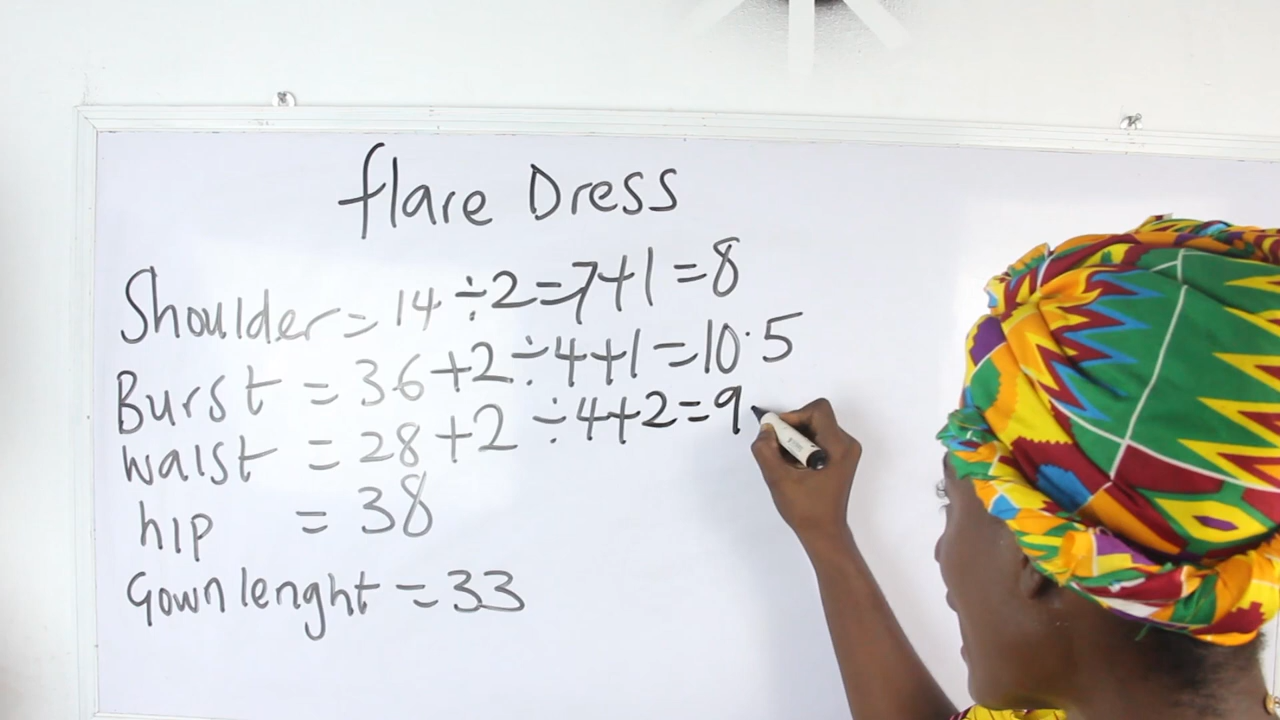 flare Dress
Shoulder = 14 ÷ 2 = 7 + 1 = 8
Burst = 36 + 2 ÷ 4 + 1 = 10.5
waist = 28 + 2 ÷ 4 + 2 = 9
hip = 38
Gown lenght = 33